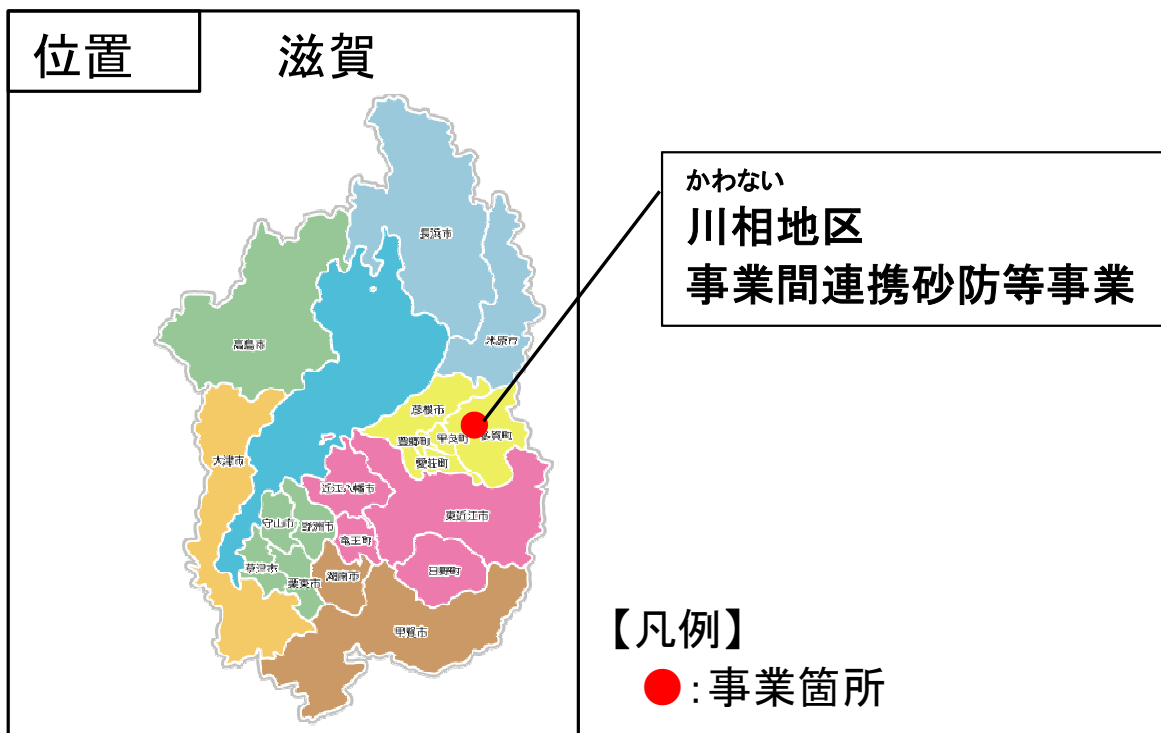 位置
滋賀
かわない
川相地区
事業間連携砂防等事業
長浜市
米原市
高島市
彦根市
豊郷町
甲良町
愛荘町
大津市
近江八幡市
東近江市
守山市
野洲市
竜王町
草津市
栗東市
湖南市
日野町
甲賀市
【凡例】
:事業箇所